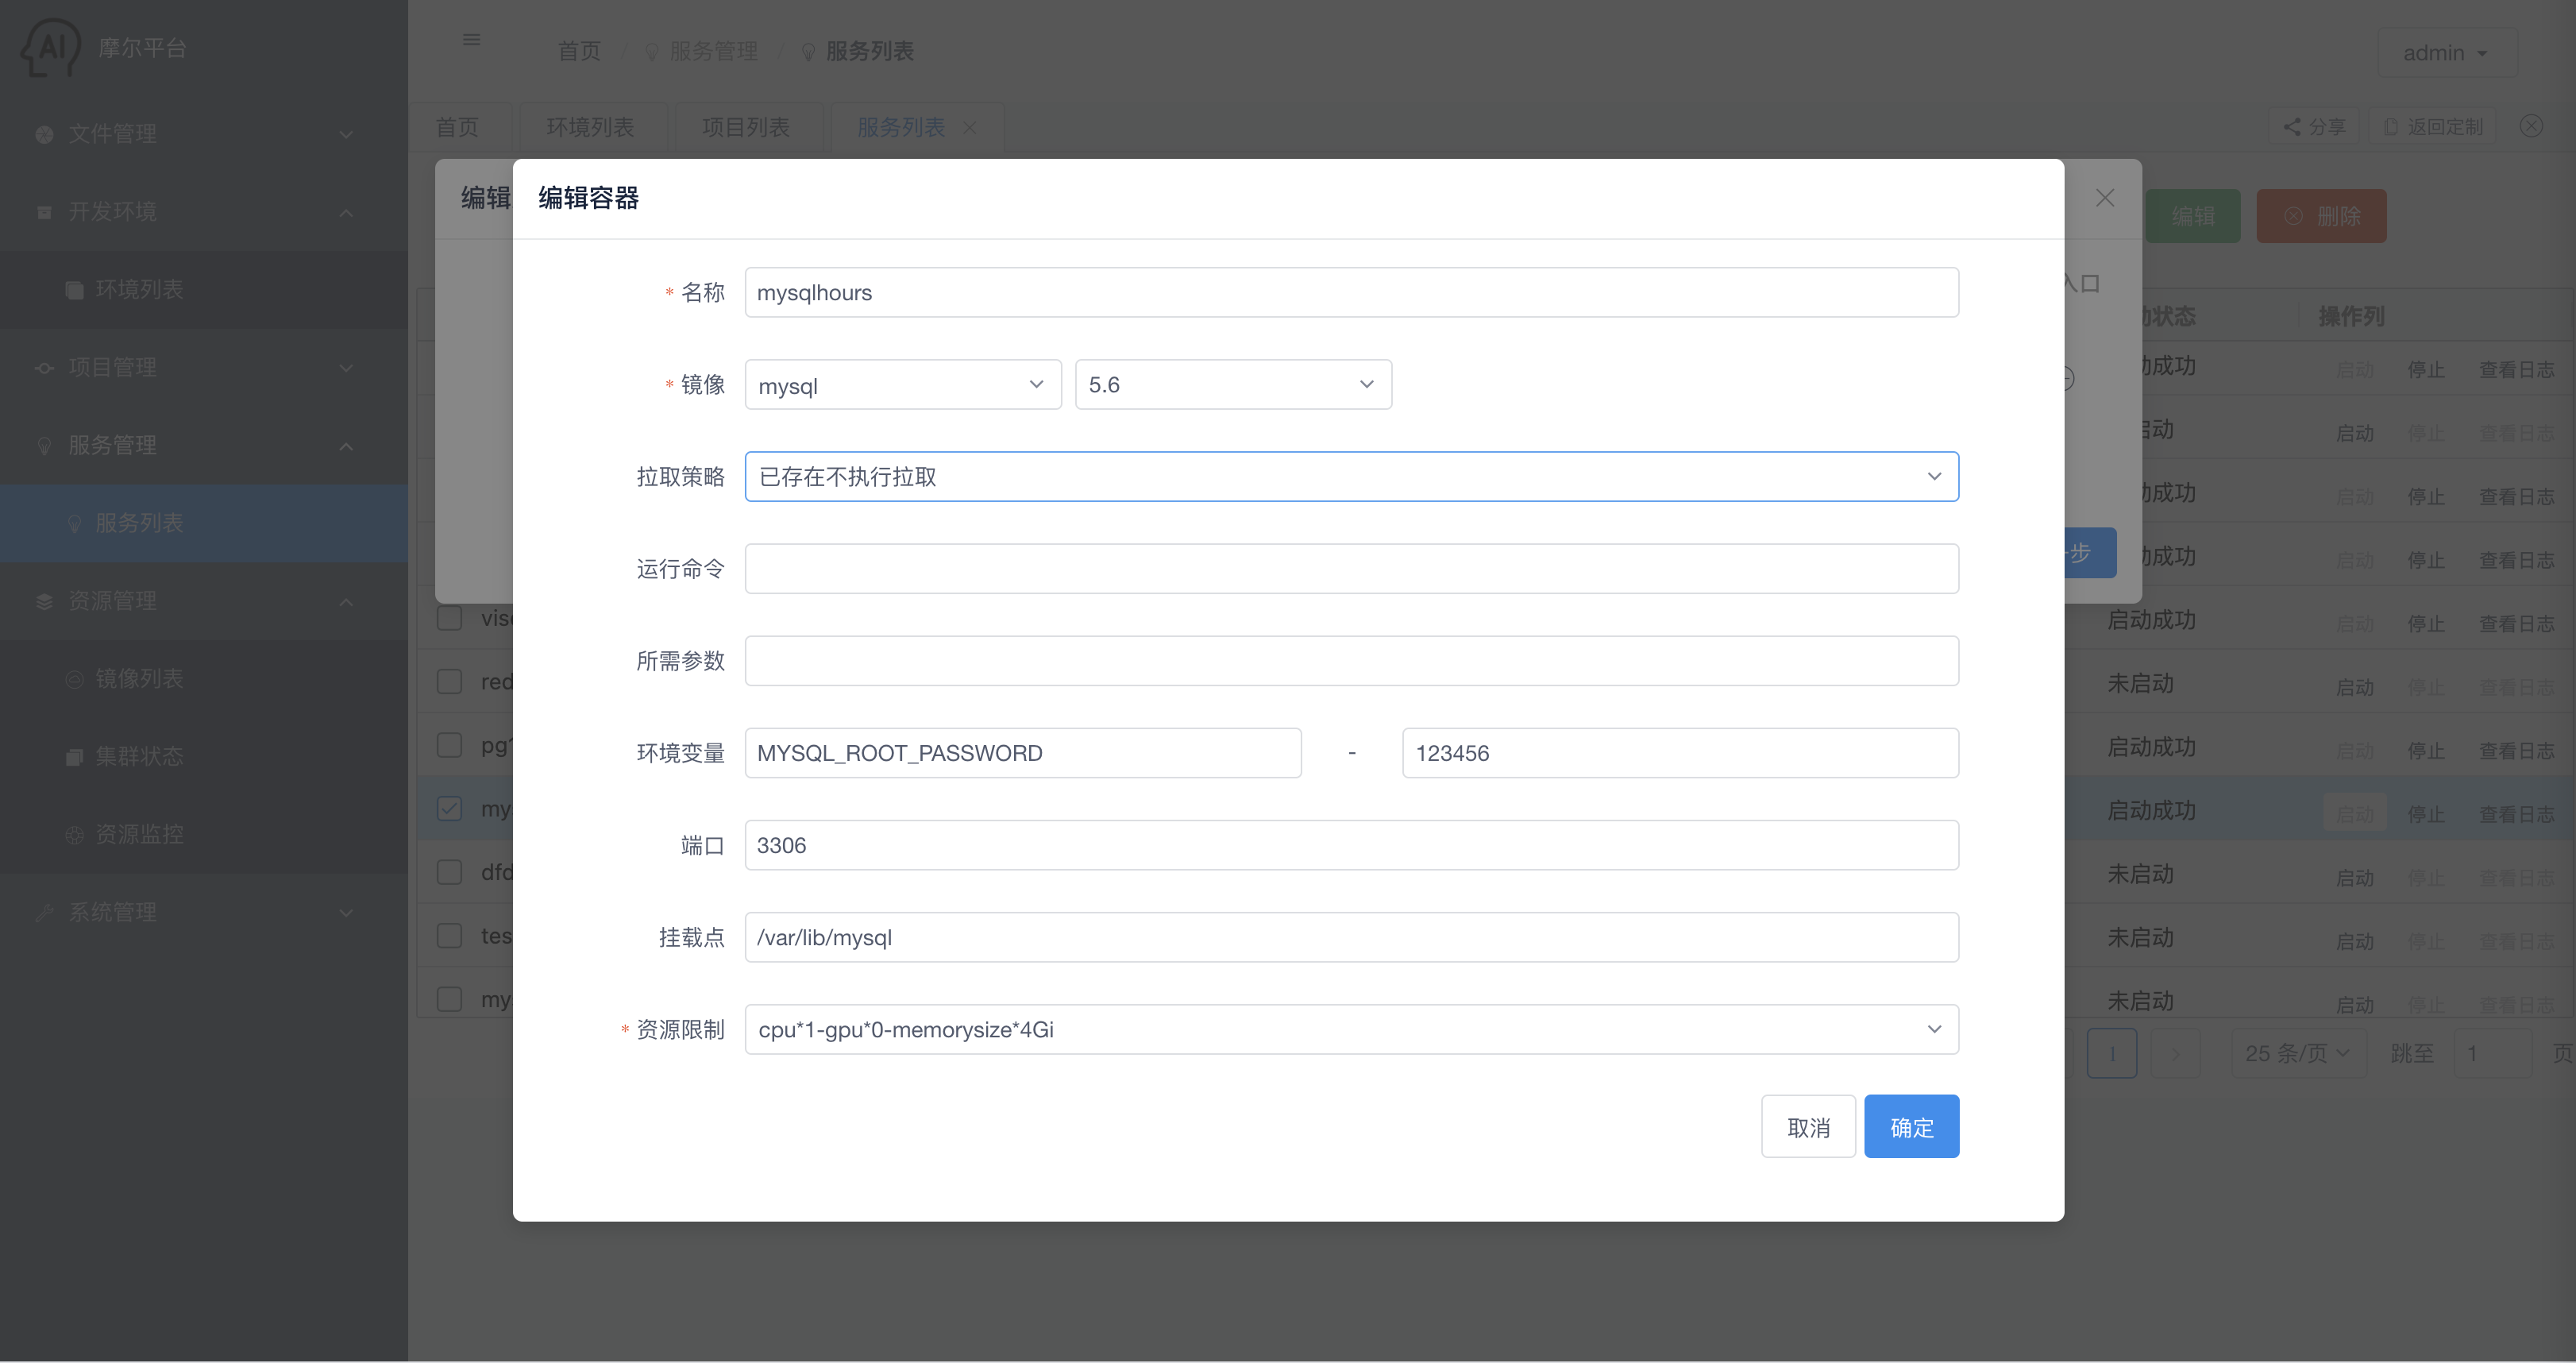 AI 摩尔平台
首页 / 服务管理 / 服务列表
admin
文件管理
开发环境
环境列表
项目管理
服务管理
服务列表
资源管理
镜像列表
集群状态
资源监控
系统管理
首页 环境列表 项目列表 服务列表
分享 返回定制
编辑
编辑 删除
入口
编辑容器
* 名称 mysqlhours
* 镜像 mysql 5.6
拉取策略 已存在不执行拉取
运行命令
所需参数
环境变量 MYSQL_ROOT_PASSWORD - 123456
端口 3306
挂载点 /var/lib/mysql
* 资源限制 cpu*1-gpu*0-memorysize*4Gi
取消 确定
步
状态 操作列
成功 启动 停止 查看日志
启动 启动 停止 查看日志
成功 启动 停止 查看日志
成功 启动 停止 查看日志
启动成功 启动 停止 查看日志
red 未启动 启动 停止 查看日志
启动成功 启动 停止 查看日志
my 启动成功 启动 停止 查看日志
dfd 未启动 启动 停止 查看日志
tes 未启动 启动 停止 查看日志
my 未启动 启动 停止 查看日志
1 25 条/页 跳至 1 页